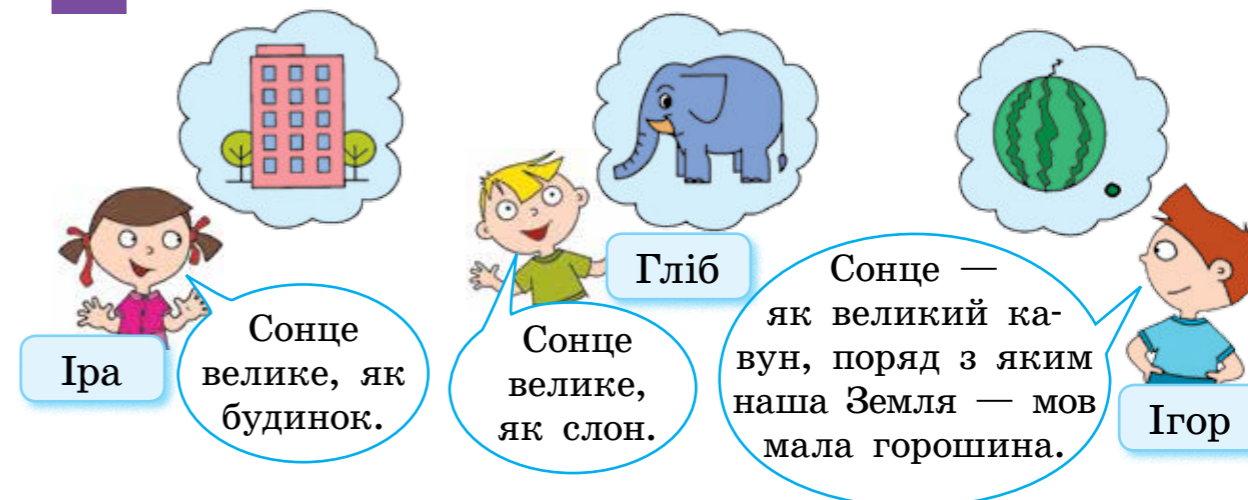 Іра
Сонце
велике, як
будинок.
Гліб
Сонце
велике,
як слон.
Сонце —
як великий ка-
вун, поряд з яким
наша Земля — мов
мала горошина.
Ігор